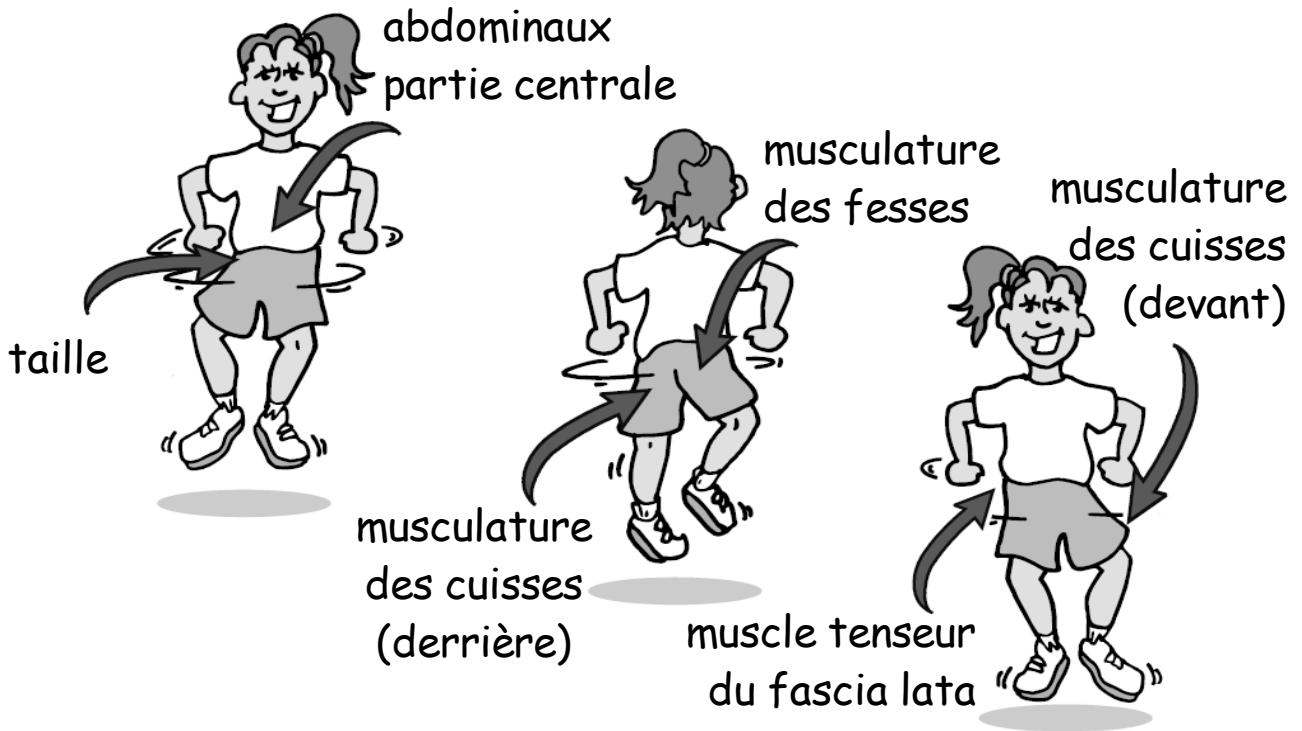 abdominaux
partie centrale
taille
musculature
des fesses
musculature
des cuisses
(derrière)
musculature
des cuisses
(devant)
muscle tenseur
du fascia lata